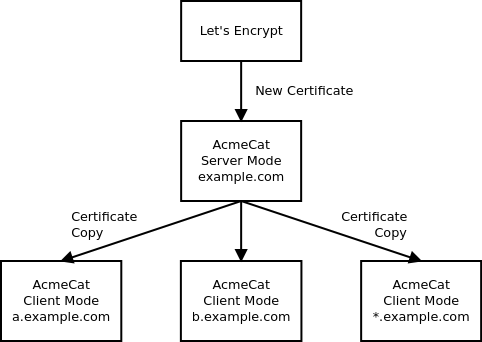 Let's Encrypt
New Certificate
AcmeCat
Server Mode
example.com
Certificate
Copy
Certificate
Copy
AcmeCat
Client Mode
a.example.com
AcmeCat
Client Mode
b.example.com
AcmeCat
Client Mode
*.example.com